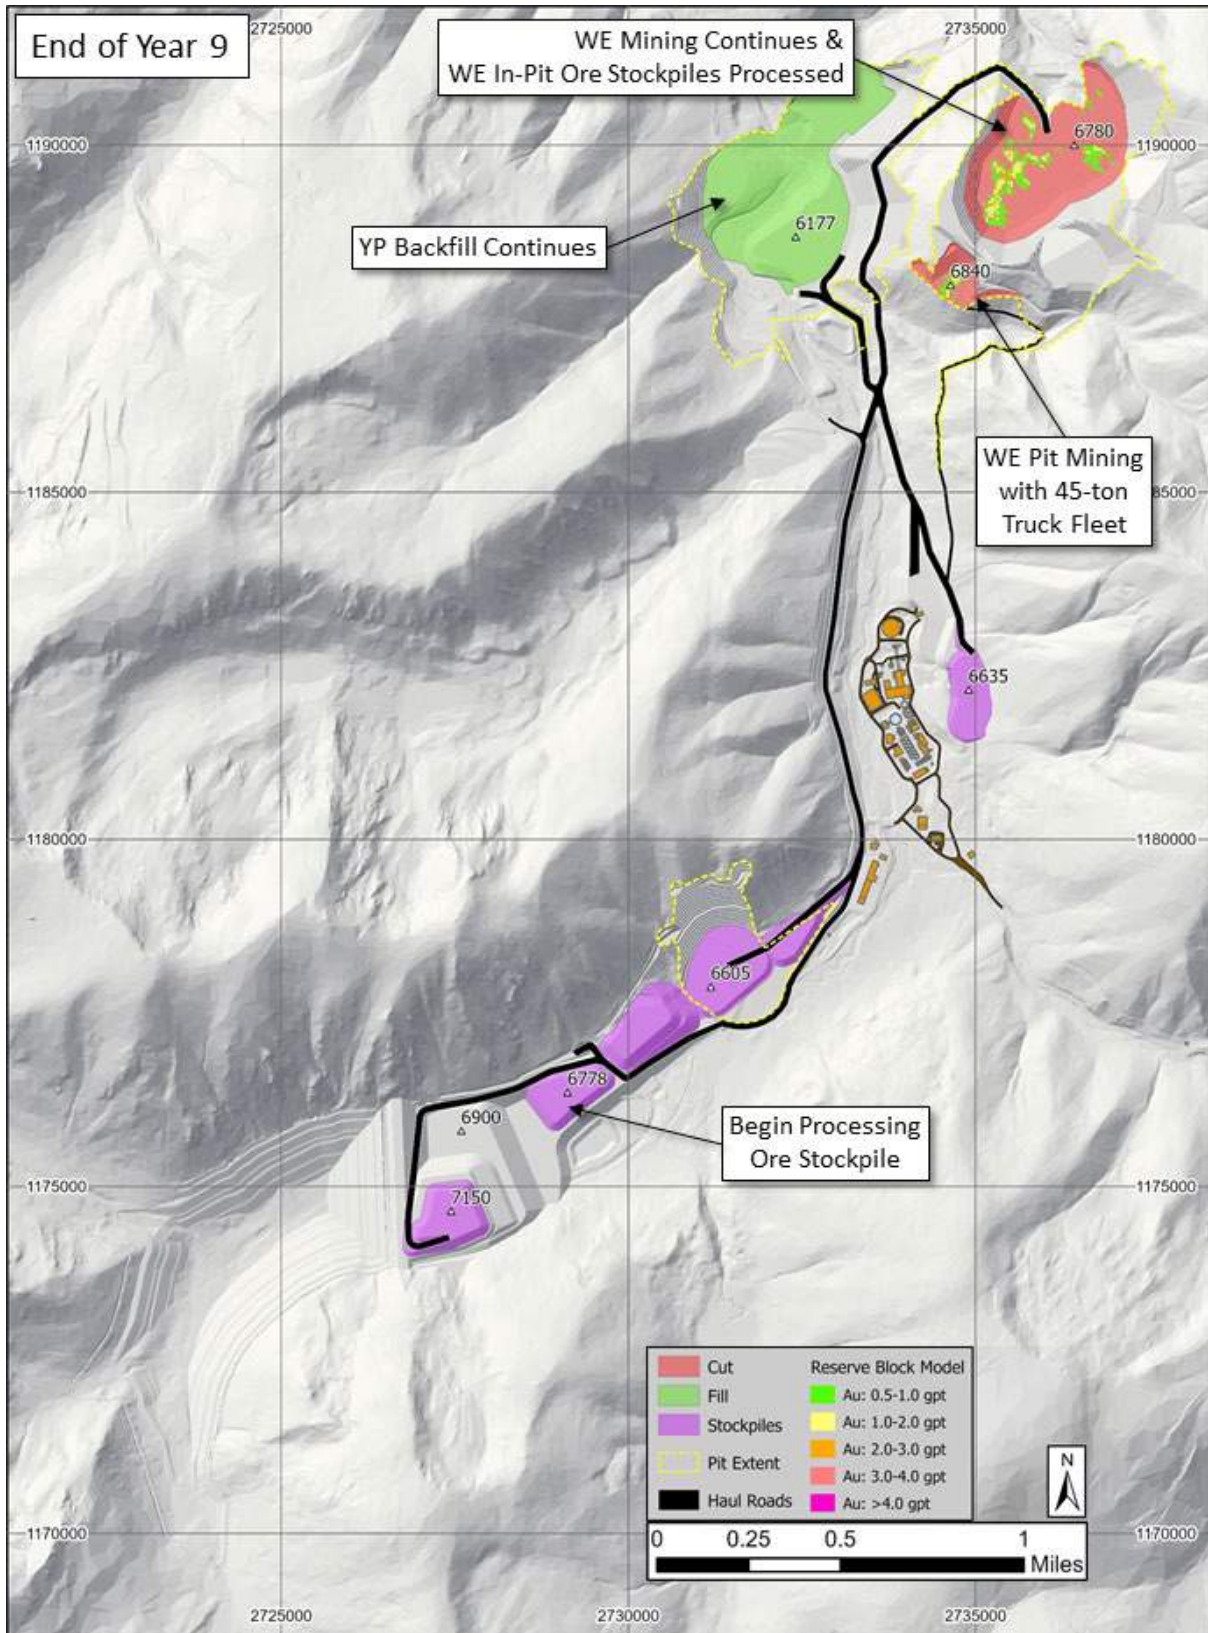 End of Year 9
2725000
2735000
WE Mining Continues &
WE In-Pit Ore Stockpiles Processed
1190000
1190000
6780
YP Backfill Continues
6177
6840
WE Pit Mining
with 45-ton
Truck Fleet
1185000
85000
6635
1180000
1180000
6605
6778
6900
Begin Processing
Ore Stockpile
7150
1175000
1175000
Cut
Fill
Stockpiles
Pit Extent
Haul Roads
Reserve Block Model
Au: 0.5-1.0 gpt
Au: 1.0-2.0 gpt
Au: 2.0-3.0 gpt
Au: 3.0-4.0 gpt
Au: >4.0 gpt
N
0 0.25 0.5 1
Miles
1170000
1170000
2725000
2730000
2735000